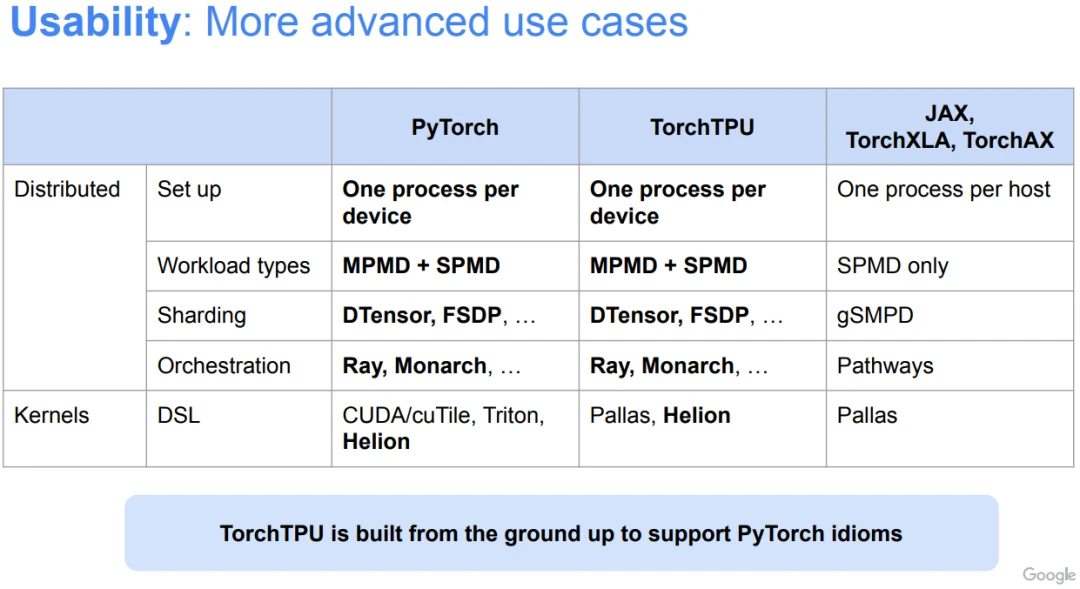 Usability: More advanced use cases
PyTorch
TorchTPU
JAX,
TorchXLA, TorchAX
Distributed
Set up
One process per
device
One process per
device
One process per host
Workload types
MPMD + SPMD
MPMD + SPMD
SPMD only
Sharding
DTensor, FSDP, …
DTensor, FSDP, …
gSMPD
Orchestration
Ray, Monarch, …
Ray, Monarch, …
Pathways
Kernels
DSL
CUDA/cuTile, Triton,
Helion
Pallas, Helion
Pallas
TorchTPU is built from the ground up to support PyTorch idioms
Google